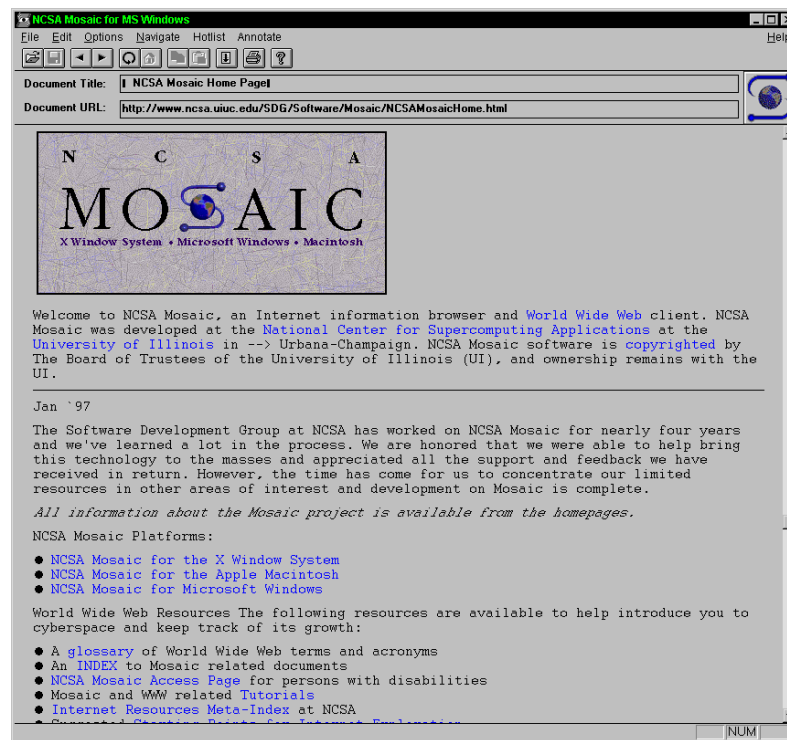 NCSA Mosaic for MS Windows
File Edit Options Navigate Hotlist Annotate Help
Document Title: NCSA Mosaic Home Page
Document URL: http://www.ncsa.uiuc.edu/SDG/Software/Mosaic/NCSAMosaicHome.html
N C S A
MOSAIC
X Window System • Microsoft Windows • Macintosh
Welcome to NCSA Mosaic, an Internet information browser and World Wide Web client. NCSA
Mosaic was developed at the National Center for Supercomputing Applications at the
University of Illinois in --> Urbana-Champaign. NCSA Mosaic software is copyrighted by
The Board of Trustees of the University of Illinois (UI), and ownership remains with the
UI.
Jan `97
The Software Development Group at NCSA has worked on NCSA Mosaic for nearly four years
and we've learned a lot in the process. We are honored that we were able to help bring
this technology to the masses and appreciated all the support and feedback we have
received in return. However, the time has come for us to concentrate our limited
resources in other areas of interest and development on Mosaic is complete.
All information about the Mosaic project is available from the homepages.
NCSA Mosaic Platforms:
● NCSA Mosaic for the X Window System
● NCSA Mosaic for the Apple Macintosh
● NCSA Mosaic for Microsoft Windows
World Wide Web Resources The following resources are available to help introduce you to
cyberspace and keep track of its growth:
● A glossary of World Wide Web terms and acronyms
● An INDEX to Mosaic related documents
● NCSA Mosaic Access Page for persons with disabilities
● Mosaic and WWW related Tutorials
● Internet Resources Meta-Index at NCSA
● Suggested Starting Points for Internet Exploration
NUM